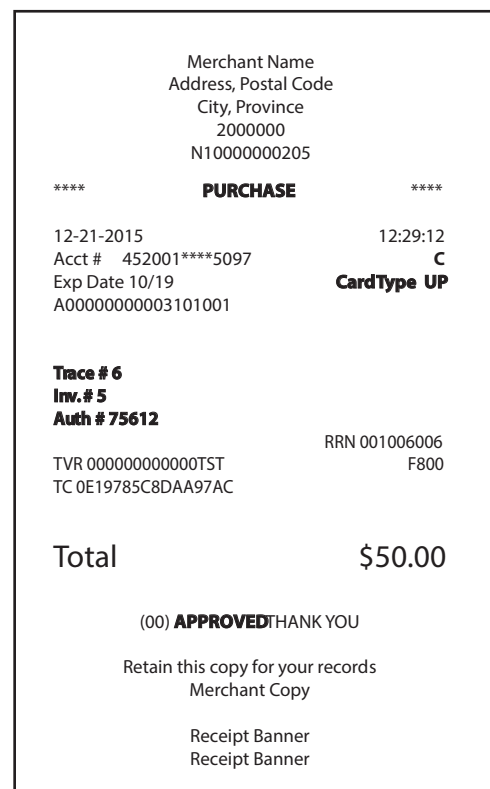 Merchant Name
Address, Postal Code
City, Province
2000000
N10000000205
**** PURCHASE ****
12-21-2015 12:29:12
Acct # 452001****5097 C
Exp Date 10/19 CardType UP
A00000000003101001
Trace # 6
Inv. # 5
Auth # 75612
RRN 001006006
TVR 000000000000TST F800
TC 0E19785C8DAA97AC
Total $50.00
(00) APPROVEDTHANK YOU
Retain this copy for your records
Merchant Copy
Receipt Banner
Receipt Banner